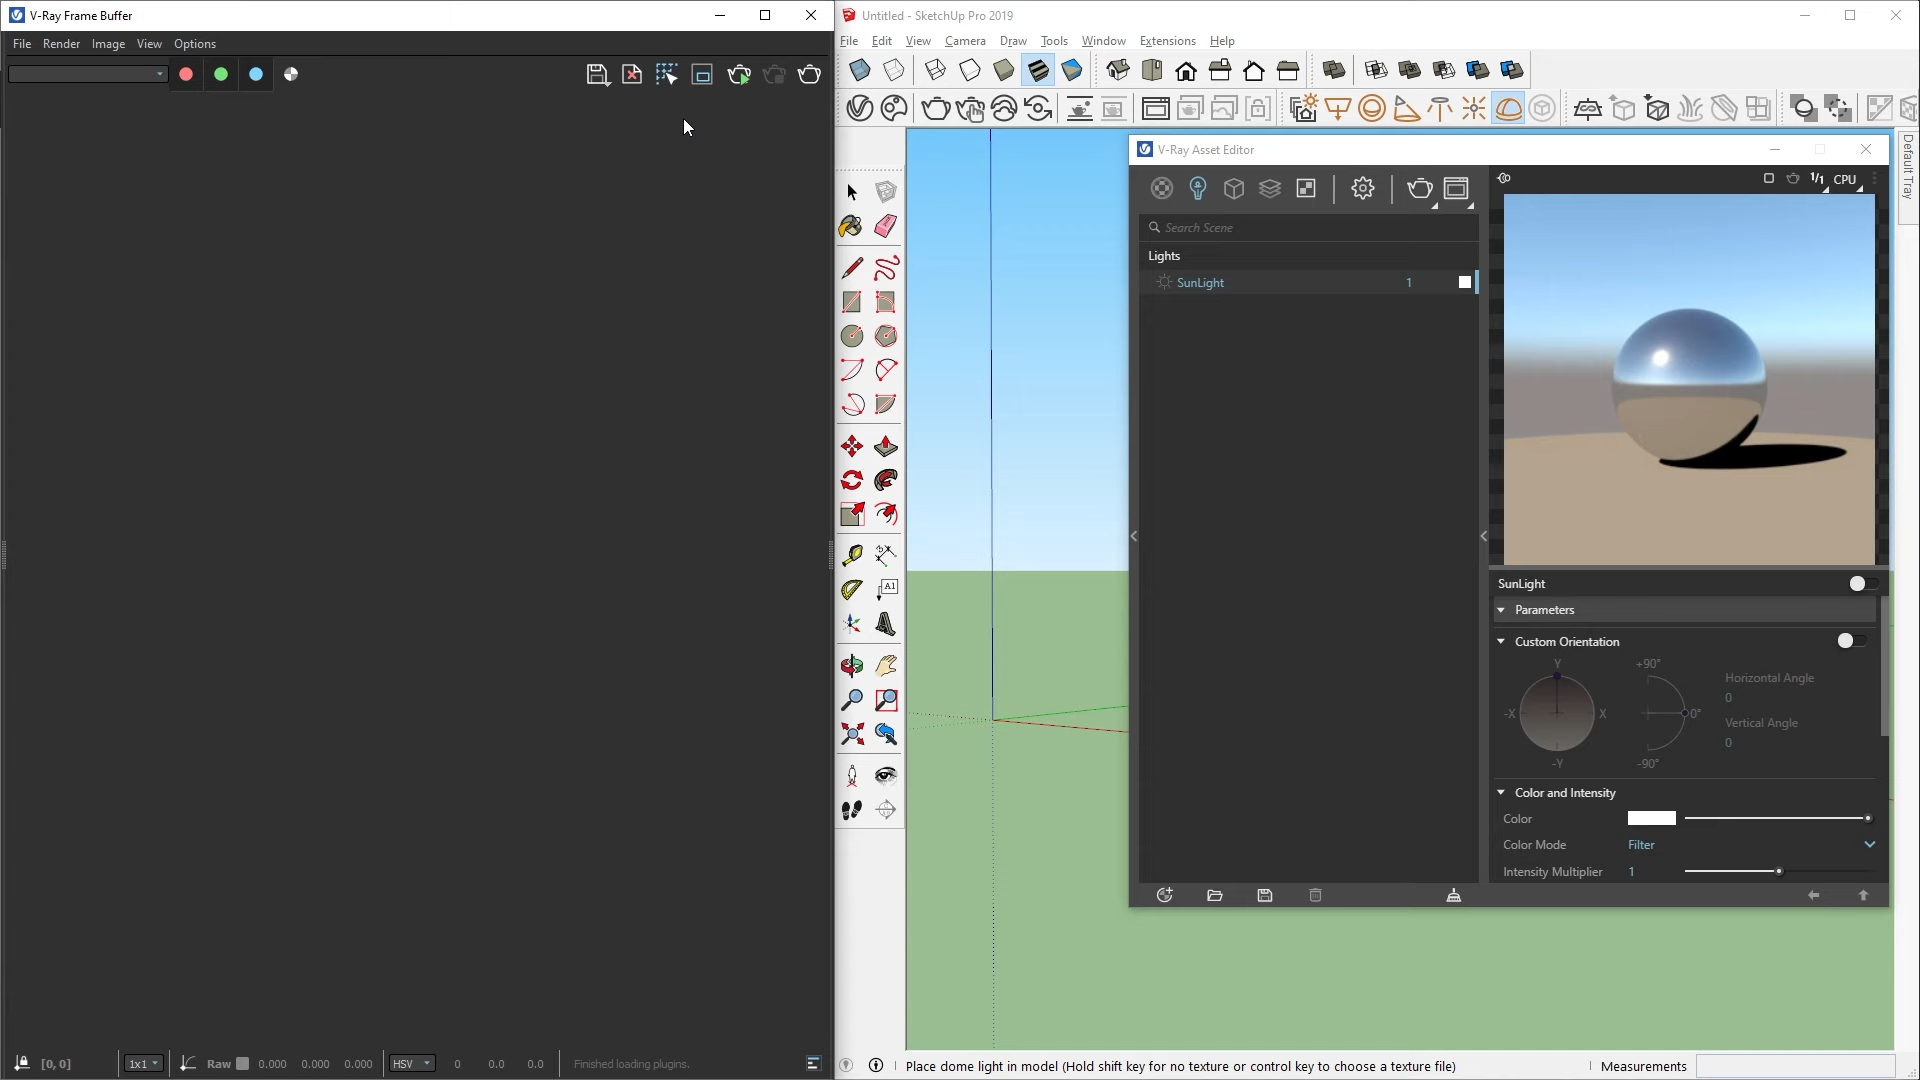 V-Ray Frame Buffer
File Render Image View Options
[0, 0] 1x1 Raw 0.000 0.000 0.000 HSV 0 0.0 0.0 Finished loading plugins.
Untitled - SketchUp Pro 2019
File Edit View Camera Draw Tools Window Extensions Help
Default Tray
A1
V-Ray Asset Editor
Search Scene
Lights
SunLight 1
1/1 CPU
SunLight
Parameters
Custom Orientation
Y +90°
Horizontal Angle
0
-X X 0°
Vertical Angle
0
-Y -90°
Color and Intensity
Color
Color Mode Filter
Intensity Multiplier 1
Place dome light in model (Hold shift key for no texture or control key to choose a texture file)
Measurements